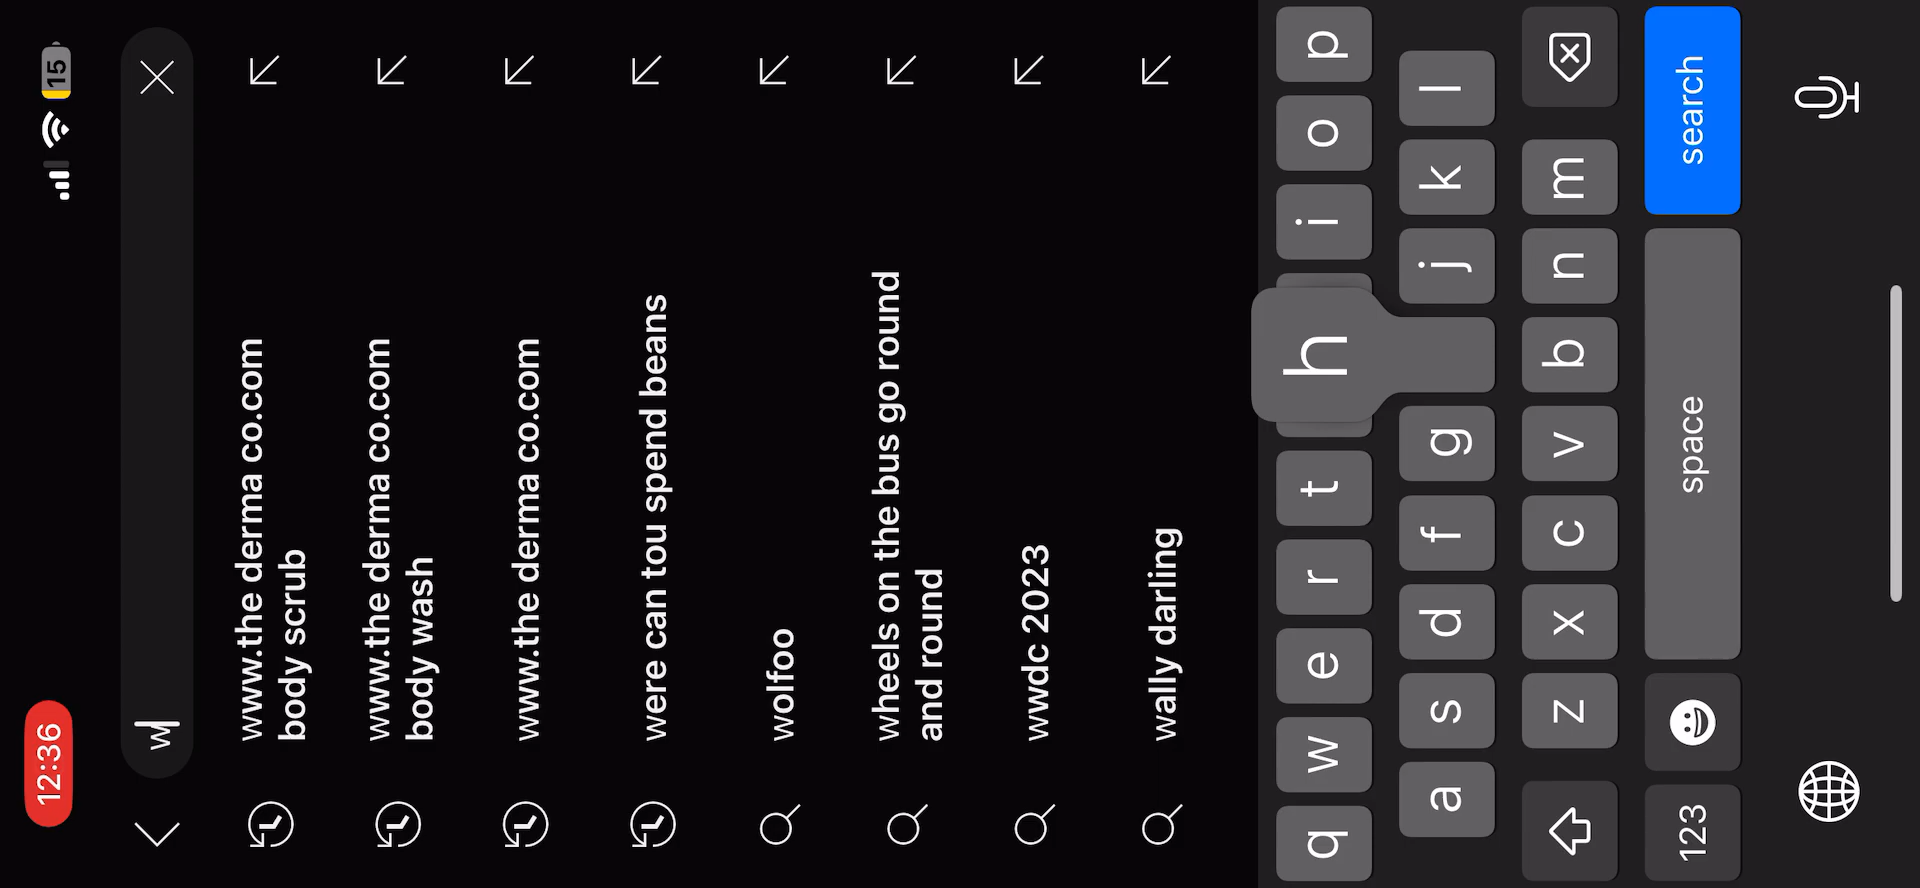 12:36
15
w
www.the derma co.com
body scrub
www.the derma co.com
body wash
www.the derma co.com
were can tou spend beans
wolfoo
wheels on the bus go round
and round
wwdc 2023
wally darling
q w e r t i o p
h
a s d f g j k l
z x c v b n m
123 space search